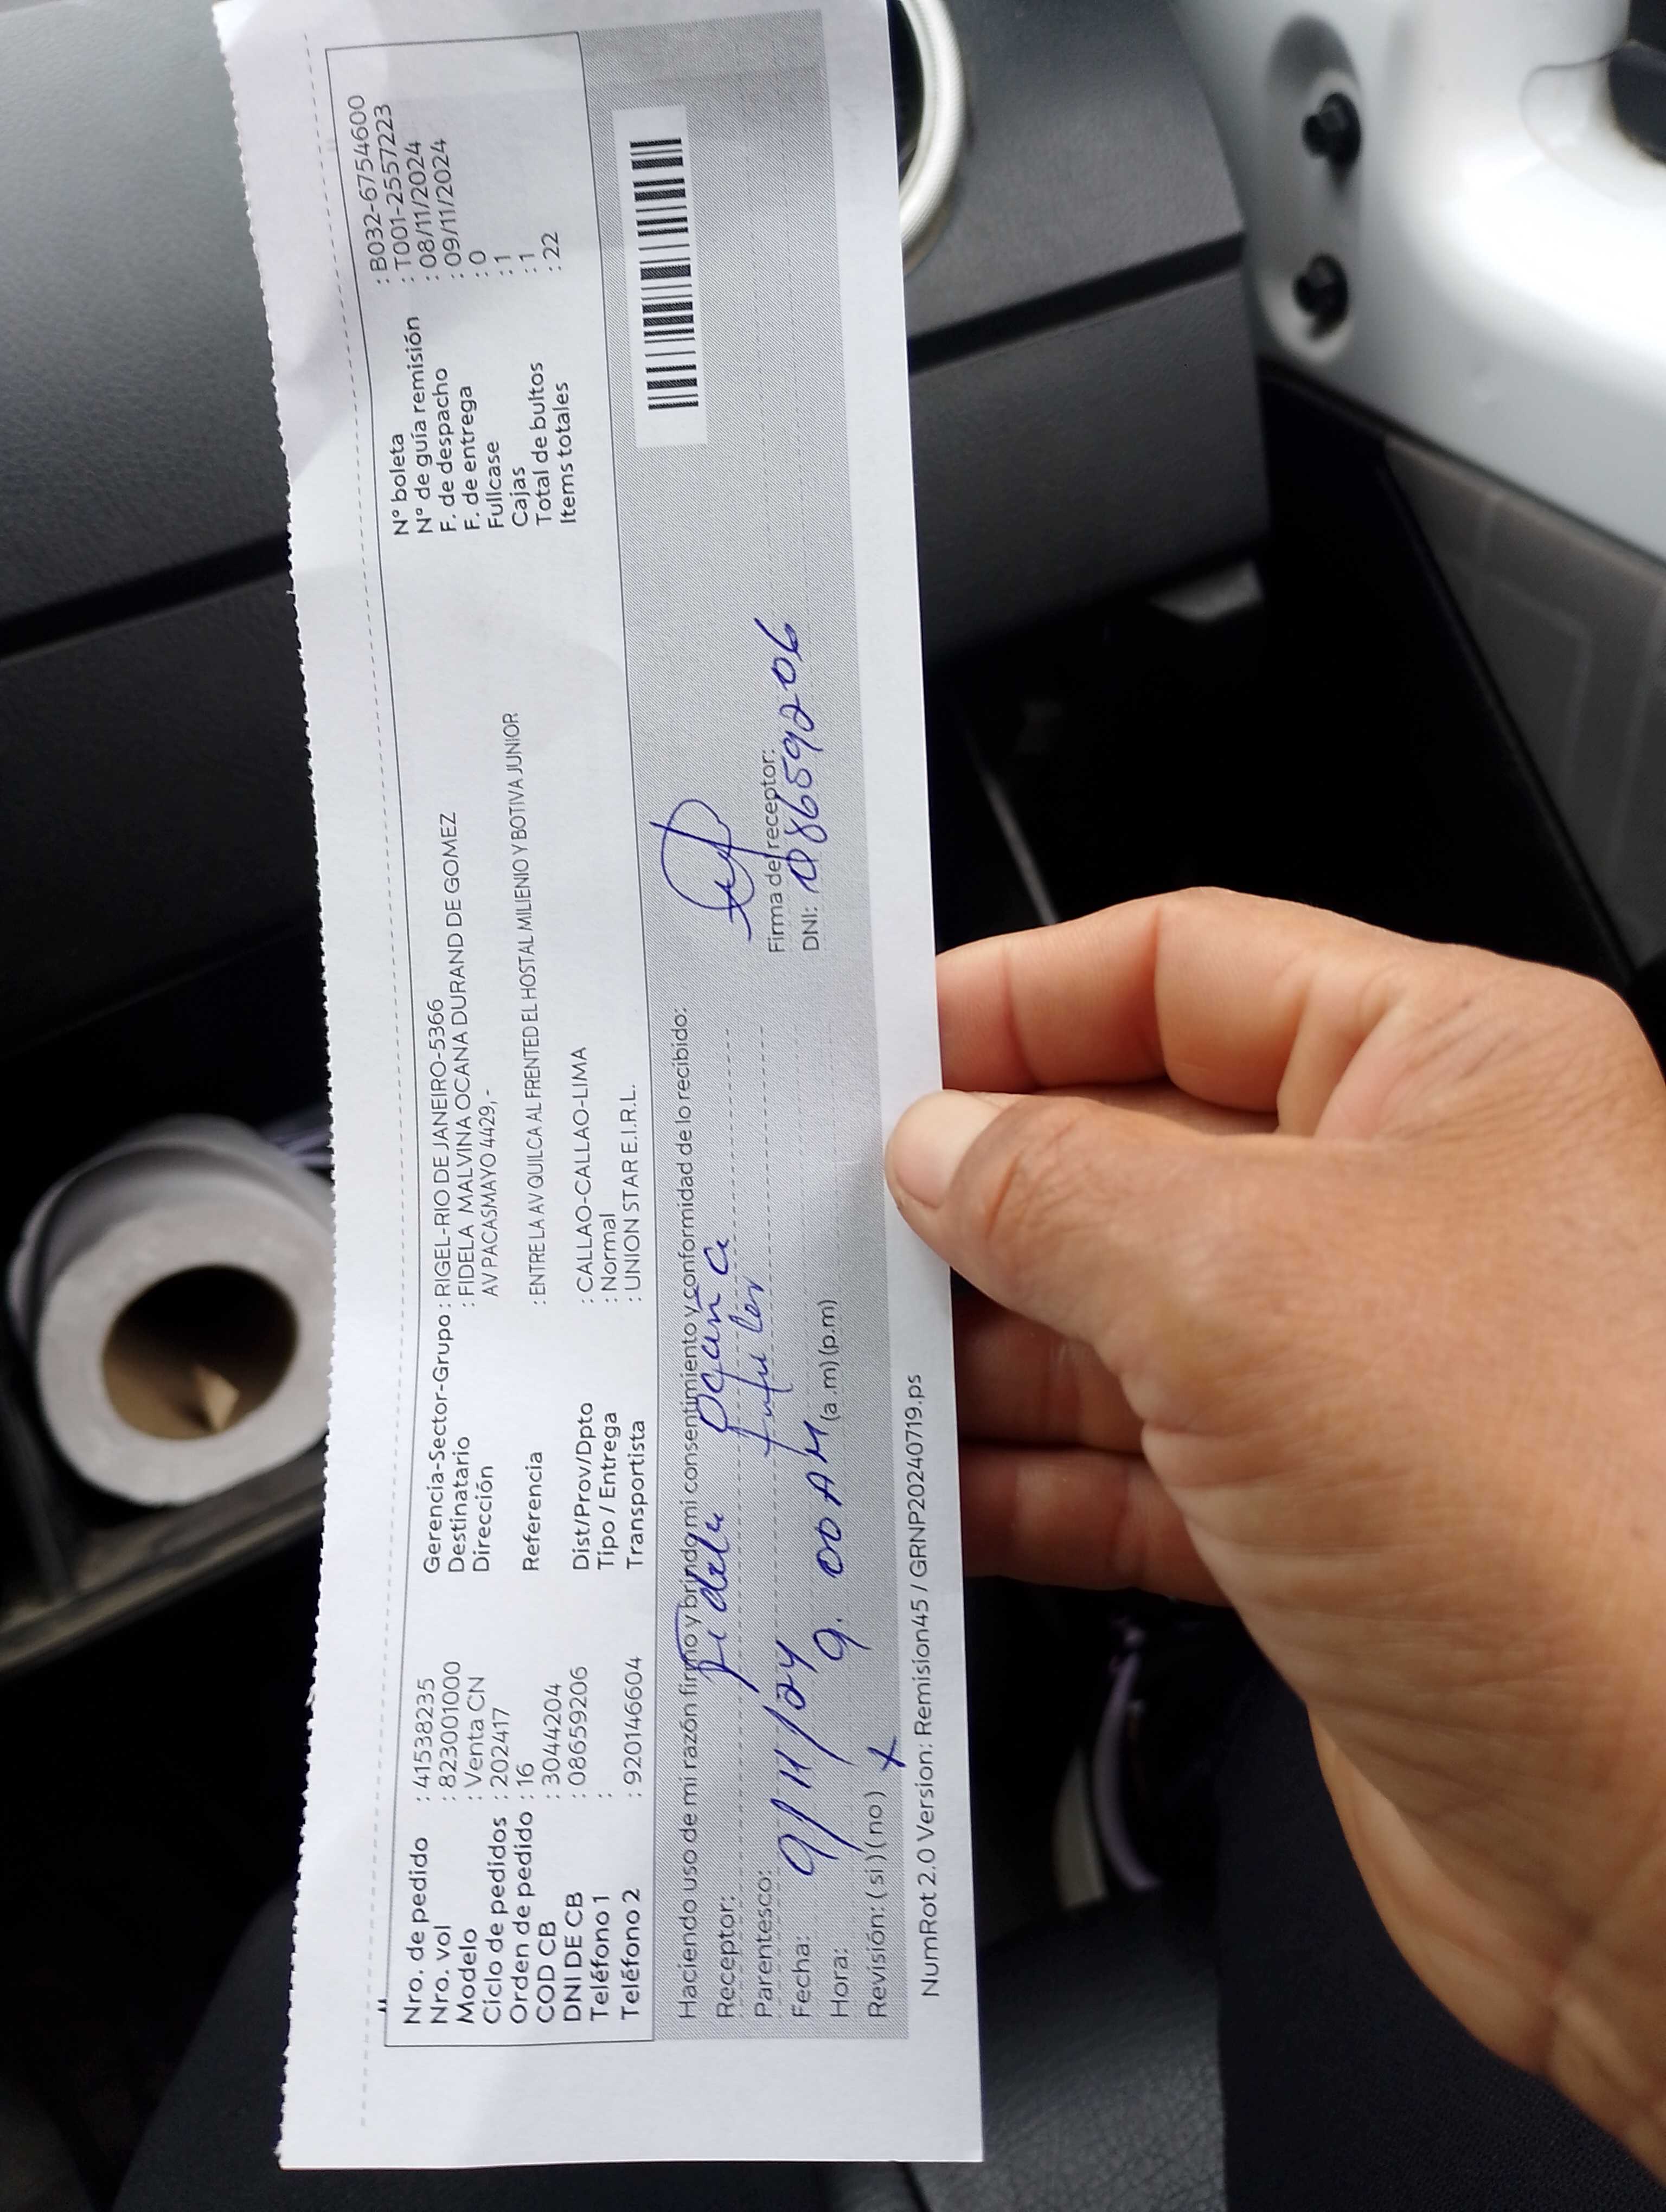 Nro. de pedido : 41538235
Nro. vol : 823001000
Modelo : Venta CN
Ciclo de pedidos : 202417
Orden de pedido : 16
COD CB : 3044204
DNI DE CB : 08659206
Teléfono 1 :
Teléfono 2 : 920146604
Gerencia-Sector-Grupo : RIGEL-RIO DE JANEIRO-5366
Destinatario : FIDELA MALVINA OCANA DURAND DE GOMEZ
Dirección AV PACASMAYO 4429,-
Referencia : ENTRE LA AV QUILCA AL FRENTED EL HOSTAL MILIENIO Y BOTIVA JUNIOR
Dist/Prov/Dpto : CALLAO-CALLAO-LIMA
Tipo / Entrega : Normal
Transportista : UNION STAR E.I.R.L.
N° boleta : B032-6754600
N° de guía remisión : T001-2557223
F. de despacho : 08/11/2024
F. de entrega : 09/11/2024
Fullcase : 0
Cajas : 1
Total de bultos : 1
Items totales : 22
Haciendo uso de mi razón firmo y brindo mi consentimiento y conformidad de lo recibido:
Receptor: Fidela Ocanã
Parentesco:
Fecha: 9/11/24
Hora: 9.00 AM (a.m) (p.m)
Revisión: (si) (no) X
Firma del receptor:
DNI: 08659206
NumRot 2.0 Version: Remision45 / GRNP20240719.ps